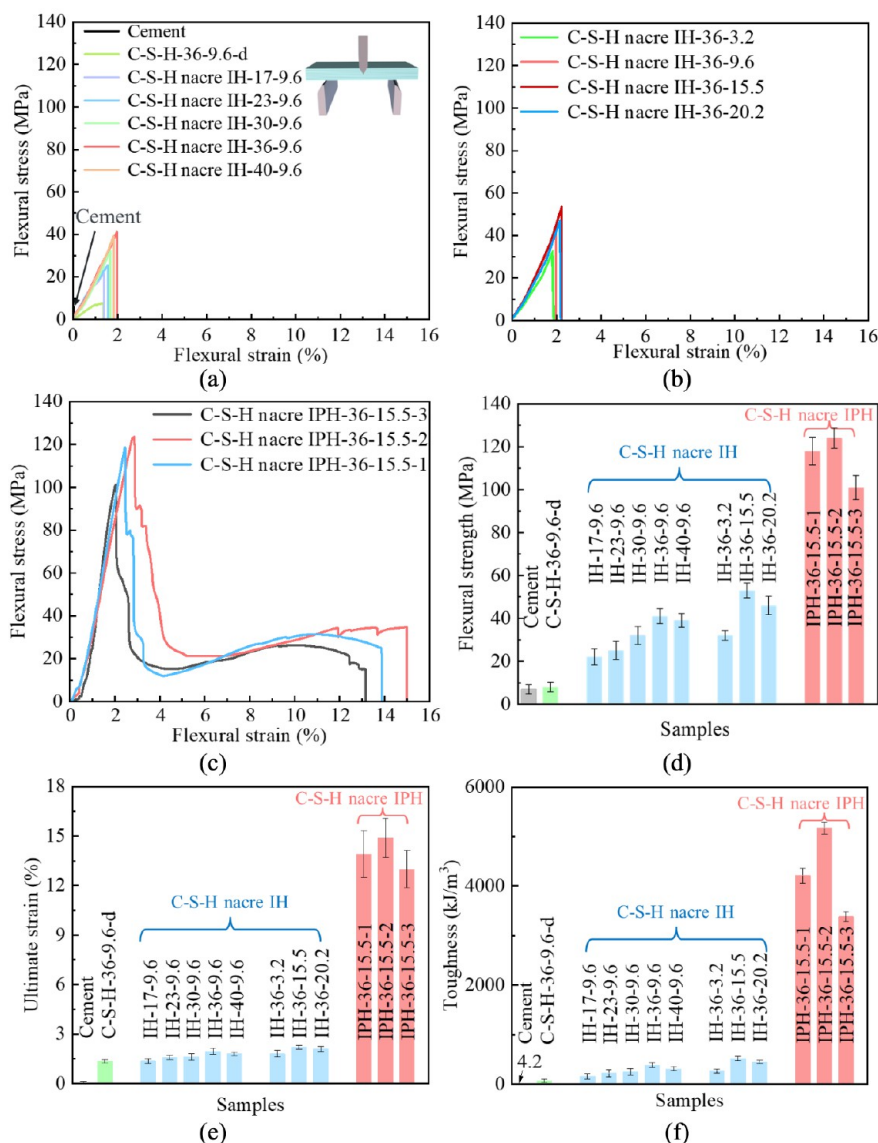 140
120
100
80
60
40
20
0
0 2 4 6 8 10 12 14 16
Flexural stress (MPa)
Flexural strain (%)
Cement
C-S-H-36-9.6-d
C-S-H nacre IH-17-9.6
C-S-H nacre IH-23-9.6
C-S-H nacre IH-30-9.6
C-S-H nacre IH-36-9.6
C-S-H nacre IH-40-9.6
Cement
(a)
140
120
100
80
60
40
20
0
0 2 4 6 8 10 12 14 16
Flexural stress (MPa)
Flexural strain (%)
C-S-H nacre IH-36-3.2
C-S-H nacre IH-36-9.6
C-S-H nacre IH-36-15.5
C-S-H nacre IH-36-20.2
(b)
140
120
100
80
60
40
20
0
0 2 4 6 8 10 12 14 16
Flexural stress (MPa)
Flexural strain (%)
C-S-H nacre IPH-36-15.5-3
C-S-H nacre IPH-36-15.5-2
C-S-H nacre IPH-36-15.5-1
(c)
140
120
100
80
60
40
20
0
Flexural strength (MPa)
C-S-H nacre IPH
C-S-H nacre IH
Cement
C-S-H-36-9.6-d
IH-17-9.6
IH-23-9.6
IH-30-9.6
IH-36-9.6
IH-40-9.6
IH-36-3.2
IH-36-15.5
IH-36-20.2
IPH-36-15.5-1
IPH-36-15.5-2
IPH-36-15.5-3
Samples
(d)
18
15
12
9
6
3
0
Ultimate strain (%)
C-S-H nacre IPH
C-S-H nacre IH
Cement
C-S-H-36-9.6-d
IH-17-9.6
IH-23-9.6
IH-30-9.6
IH-36-9.6
IH-40-9.6
IH-36-3.2
IH-36-15.5
IH-36-20.2
IPH-36-15.5-1
IPH-36-15.5-2
IPH-36-15.5-3
Samples
(e)
6000
4000
2000
0
Toughness (kJ/m³)
C-S-H nacre IPH
C-S-H nacre IH
Cement
4.2
C-S-H-36-9.6-d
IH-17-9.6
IH-23-9.6
IH-30-9.6
IH-36-9.6
IH-40-9.6
IH-36-3.2
IH-36-15.5
IH-36-20.2
IPH-36-15.5-1
IPH-36-15.5-2
IPH-36-15.5-3
Samples
(f)